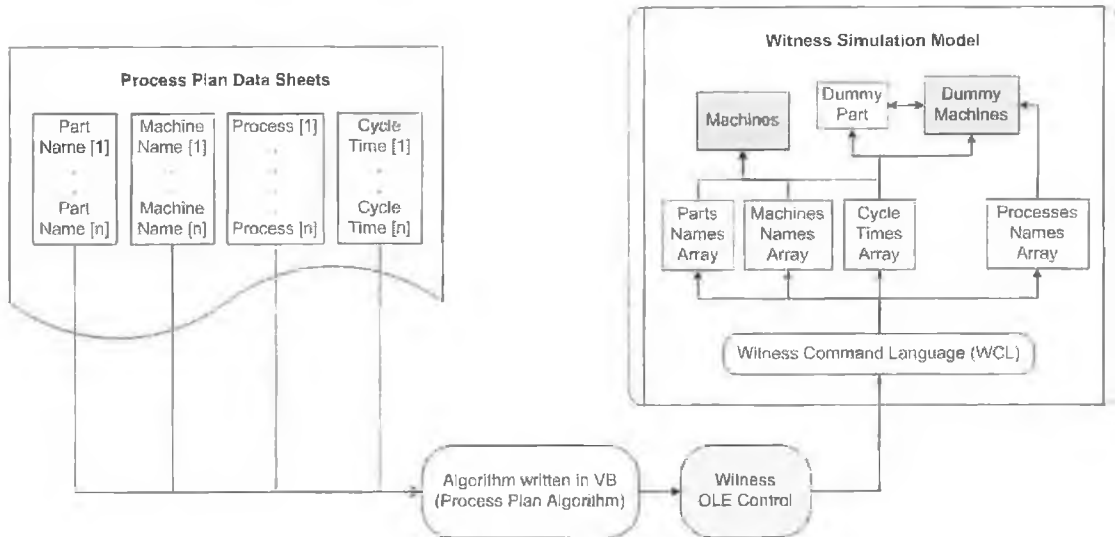 Process Plan Data Sheets
Part
Name [1]
.
.
.
Part
Name [n]
Machine
Name [1]
.
.
.
Machine
Name [n]
Process [1]
.
.
.
.
Process [n]
Cycle
Time [1]
.
.
.
Cycle
Time [n]
Witness Simulation Model
Machines
Dummy
Part
Dummy
Machines
Parts
Names
Array
Machines
Names
Array
Cycle
Times
Array
Processes
Names
Array
Witness Command Language (WCL)
Algorithm written in VB
(Process Plan Algorithm)
Witness
OLE Control